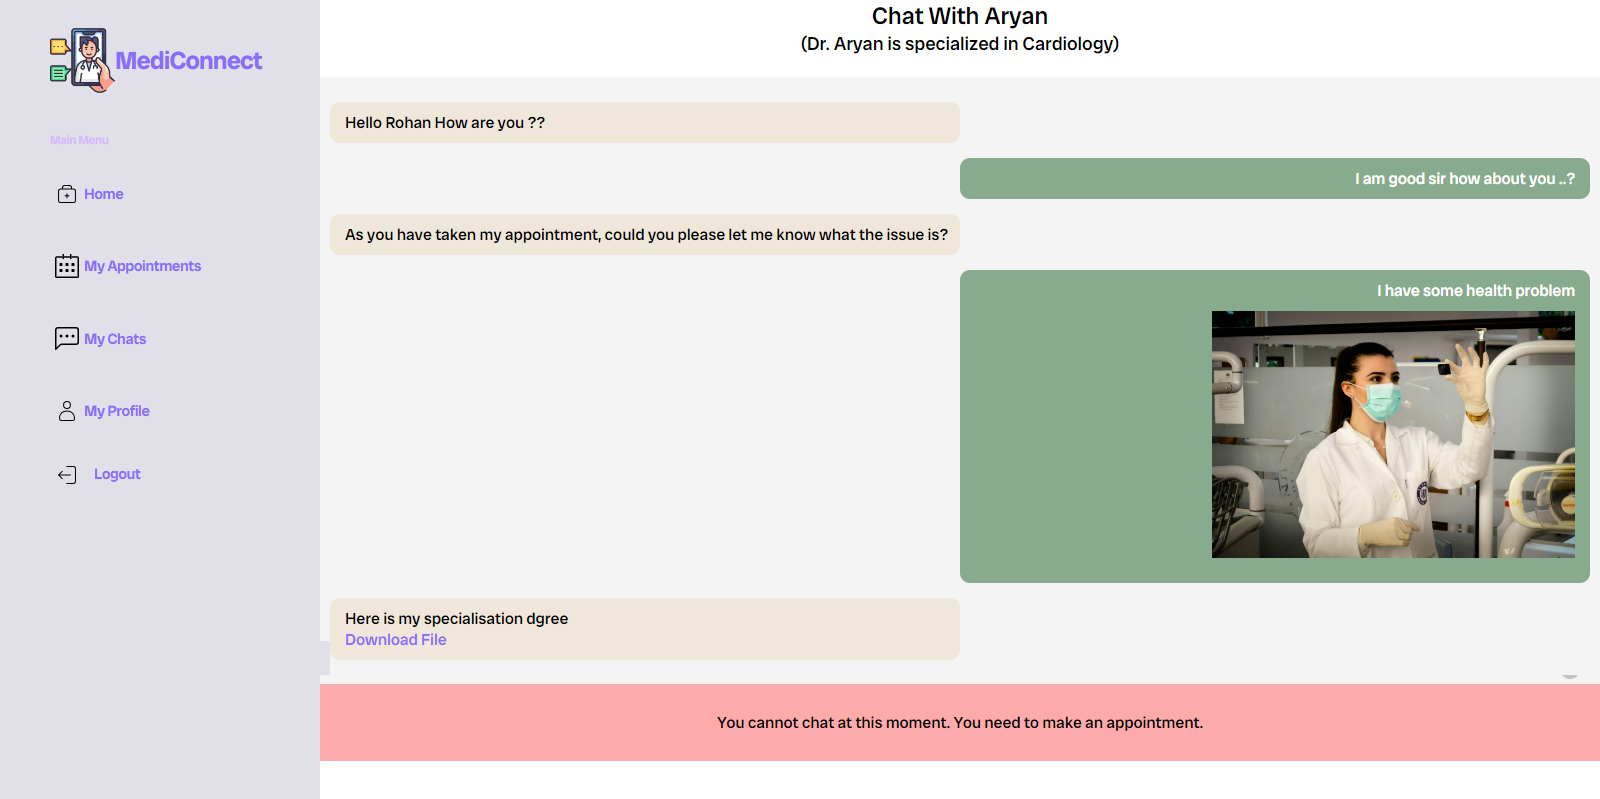 MediConnect
Main Menu
Home
My Appointments
My Chats
My Profile
Logout
Chat With Aryan
(Dr. Aryan is specialized in Cardiology)
Hello Rohan How are you ??
I am good sir how about you ..?
As you have taken my appointment, could you please let me know what the issue is?
I have some health problem
Here is my specialisation dgree
Download File
You cannot chat at this moment. You need to make an appointment.